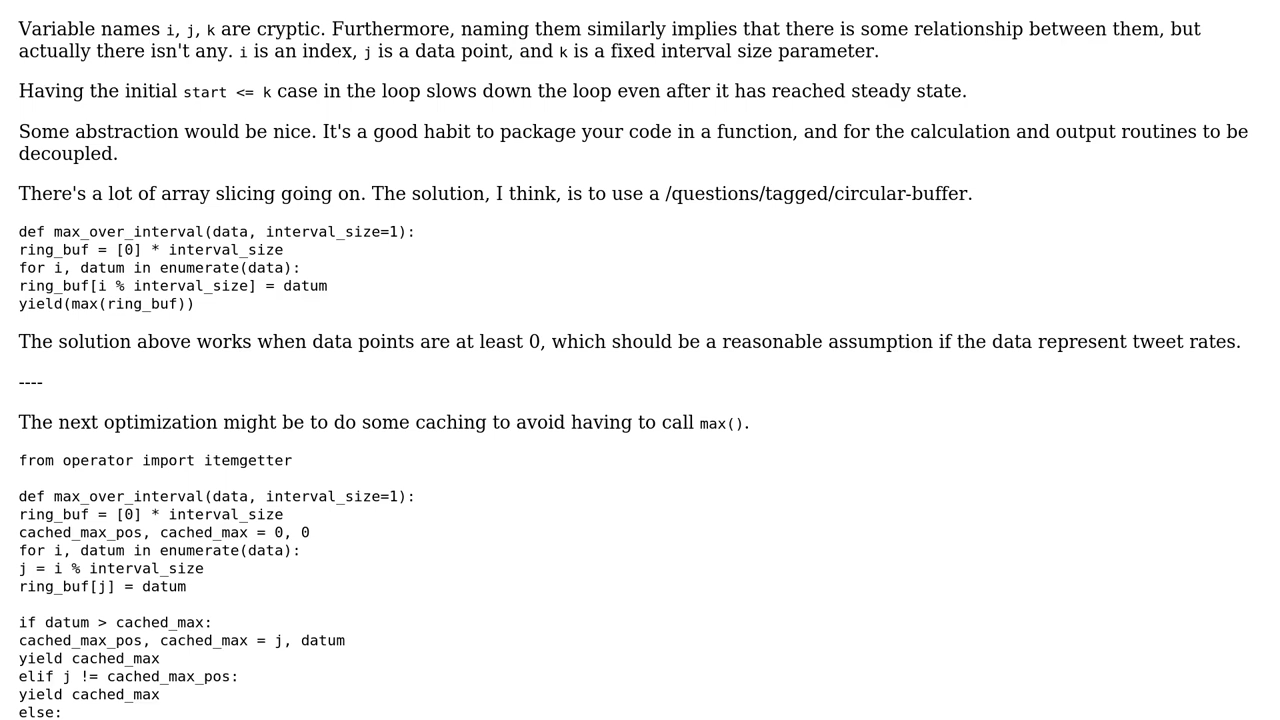 Variable names i, j, k are cryptic. Furthermore, naming them similarly implies that there is some relationship between them, but
actually there isn't any. i is an index, j is a data point, and k is a fixed interval size parameter.
Having the initial start <= k case in the loop slows down the loop even after it has reached steady state.
Some abstraction would be nice. It's a good habit to package your code in a function, and for the calculation and output routines to be
decoupled.
There's a lot of array slicing going on. The solution, I think, is to use a /questions/tagged/circular-buffer.
def max_over_interval(data, interval_size=1):
ring_buf = [0] * interval_size
for i, datum in enumerate(data):
ring_buf[i % interval_size] = datum
yield(max(ring_buf))
The solution above works when data points are at least 0, which should be a reasonable assumption if the data represent tweet rates.
----
The next optimization might be to do some caching to avoid having to call max().
from operator import itemgetter
def max_over_interval(data, interval_size=1):
ring_buf = [0] * interval_size
cached_max_pos, cached_max = 0, 0
for i, datum in enumerate(data):
j = i % interval_size
ring_buf[j] = datum
if datum > cached_max:
cached_max_pos, cached_max = j, datum
yield cached_max
elif j != cached_max_pos:
yield cached_max
else: